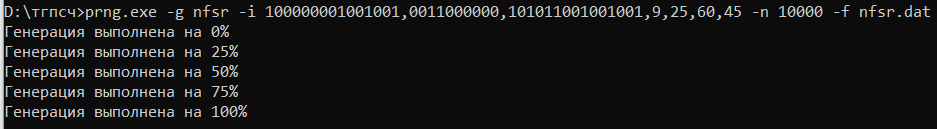 D:\тгпсч>prng.exe -g nfsr -i 100000001001001,0011000000,101011001001001,9,25,60,45 -n 10000 -f nfsr.dat
Генерация выполнена на 0%
Генерация выполнена на 25%
Генерация выполнена на 50%
Генерация выполнена на 75%
Генерация выполнена на 100%